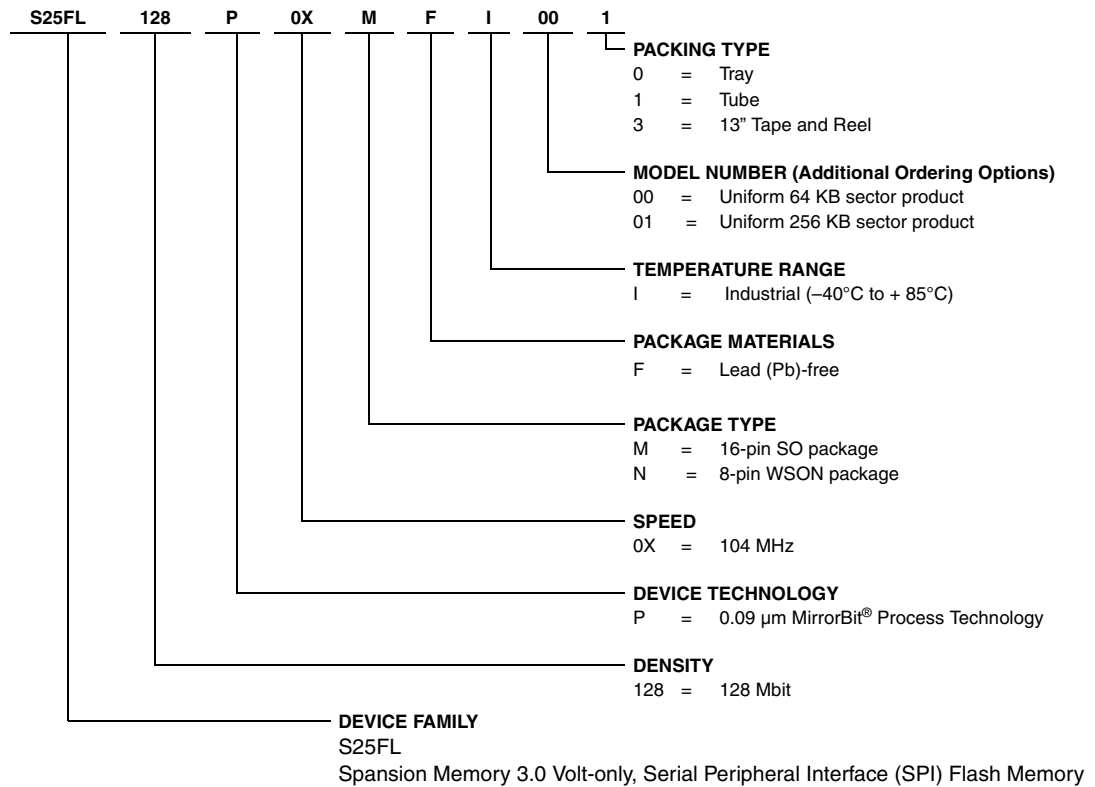 S25FL 128 P 0X M F I 00 1
PACKING TYPE
0 = Tray
1 = Tube
3 = 13” Tape and Reel
MODEL NUMBER (Additional Ordering Options)
00 = Uniform 64 KB sector product
01 = Uniform 256 KB sector product
TEMPERATURE RANGE
I = Industrial (–40°C to + 85°C)
PACKAGE MATERIALS
F = Lead (Pb)-free
PACKAGE TYPE
M = 16-pin SO package
N = 8-pin WSON package
SPEED
0X = 104 MHz
DEVICE TECHNOLOGY
P = 0.09 µm MirrorBit® Process Technology
DENSITY
128 = 128 Mbit
DEVICE FAMILY
S25FL
Spansion Memory 3.0 Volt-only, Serial Peripheral Interface (SPI) Flash Memory